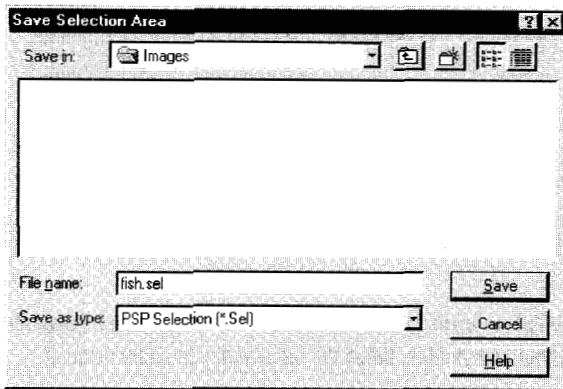 Save Selection Area
Save in: Images
File name: fish.sel
Save
Save as type: PSP Selection (*.Sel)
Cancel
Help